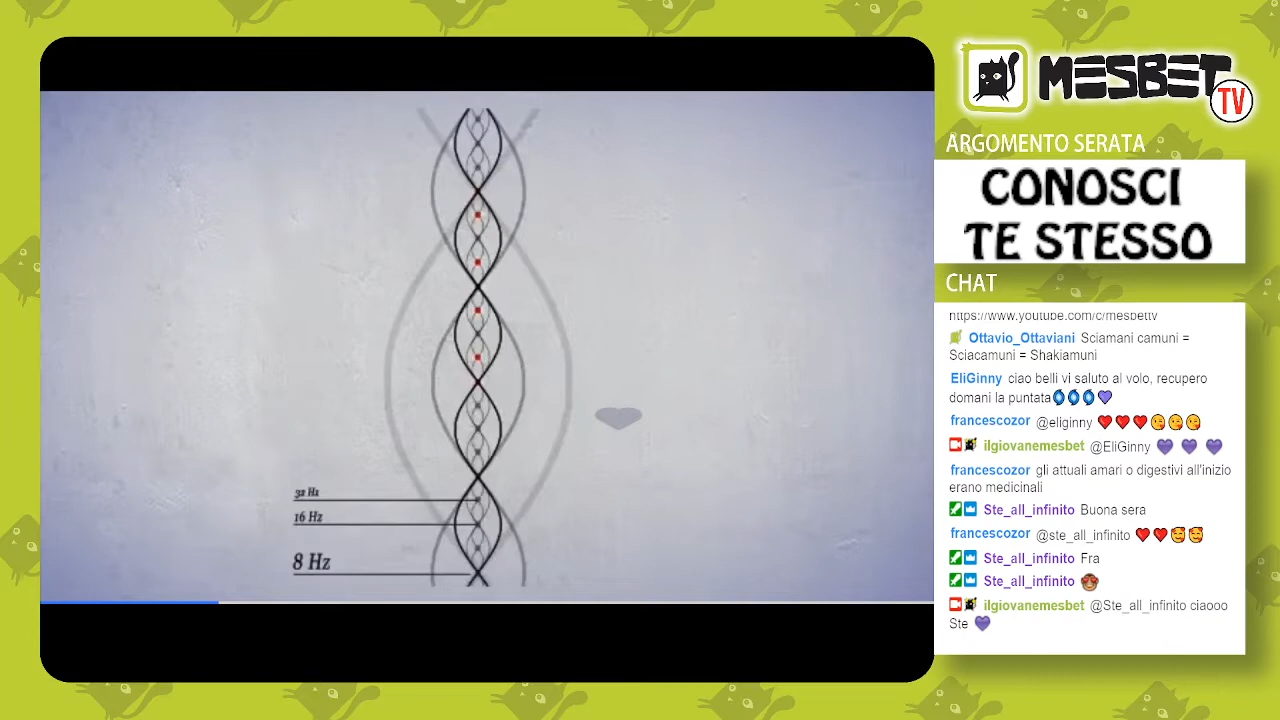 32 Hz
16 Hz
8 Hz
MESBET
TV
ARGOMENTO SERATA
CONOSCI
TE STESSO
CHAT
https://www.youtube.com/c/mesbettv
Ottavio_Ottaviani Sciamani camuni =
Sciacamuni = Shakiamuni
EliGinny ciao belli vi saluto al volo, recupero
domani la puntata🧿🧿🧿💜
francescozor @eliginny ❤️❤️❤️😘😘😘
ilgiovanemesbet @EliGinny 💜 💜 💜
francescozor gli attuali amari o digestivi all'inizio
erano medicinali
Ste_all_infinito Buona sera
francescozor @ste_all_infinito ❤️❤️🥰🥰
Ste_all_infinito Fra
Ste_all_infinito
ilgiovanemesbet @Ste_all_infinito ciaooo
Ste 💜